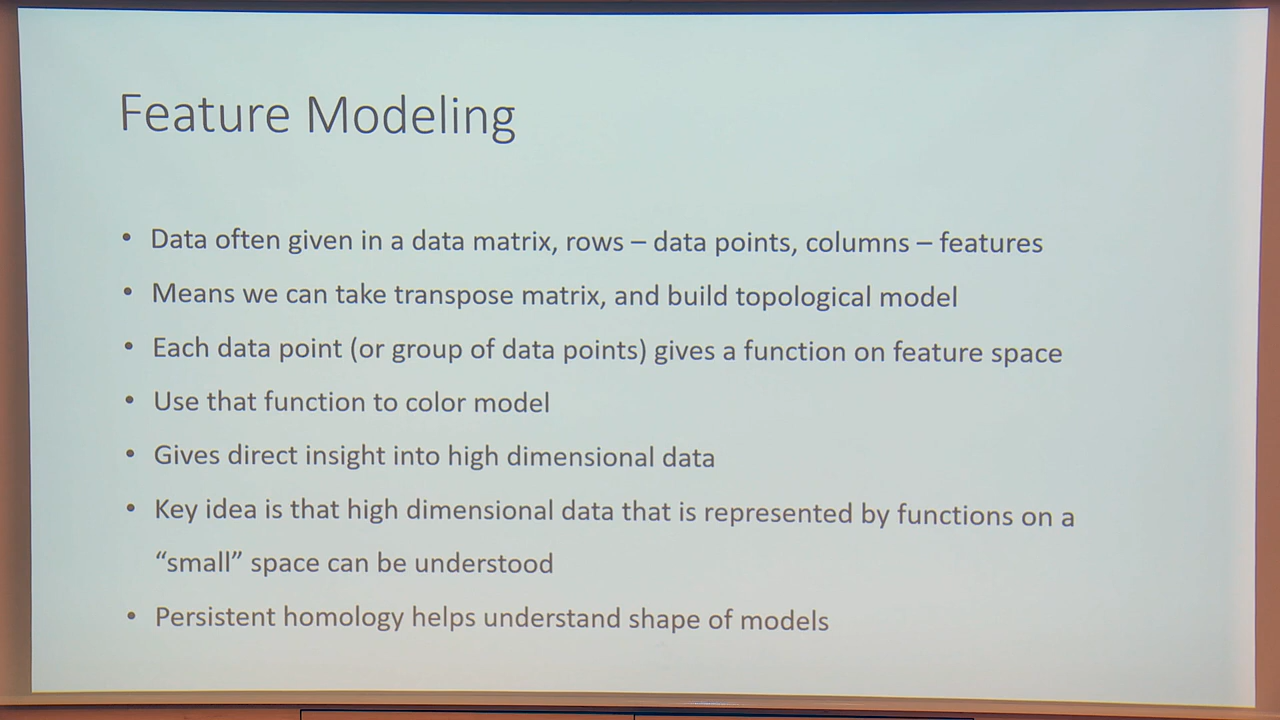 Feature Modeling
• Data often given in a data matrix, rows – data points, columns – features
• Means we can take transpose matrix, and build topological model
• Each data point (or group of data points) gives a function on feature space
• Use that function to color model
• Gives direct insight into high dimensional data
• Key idea is that high dimensional data that is represented by functions on a
“small” space can be understood
• Persistent homology helps understand shape of models